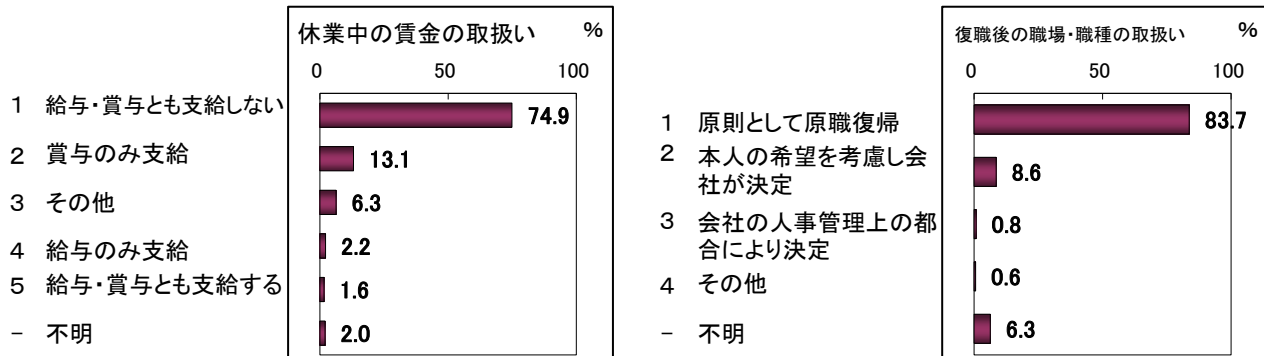 休業中の賃金の取扱い %
0 50 100
1 給与・賞与とも支給しない 74.9
2 賞与のみ支給 13.1
3 その他 6.3
4 給与のみ支給 2.2
5 給与・賞与とも支給する 1.6
- 不明 2.0
復職後の職場・職種の取扱い %
0 50 100
1 原則として原職復帰 83.7
2 本人の希望を考慮し会
社が決定 8.6
3 会社の人事管理上の都
合により決定 0.8
4 その他 0.6
- 不明 6.3